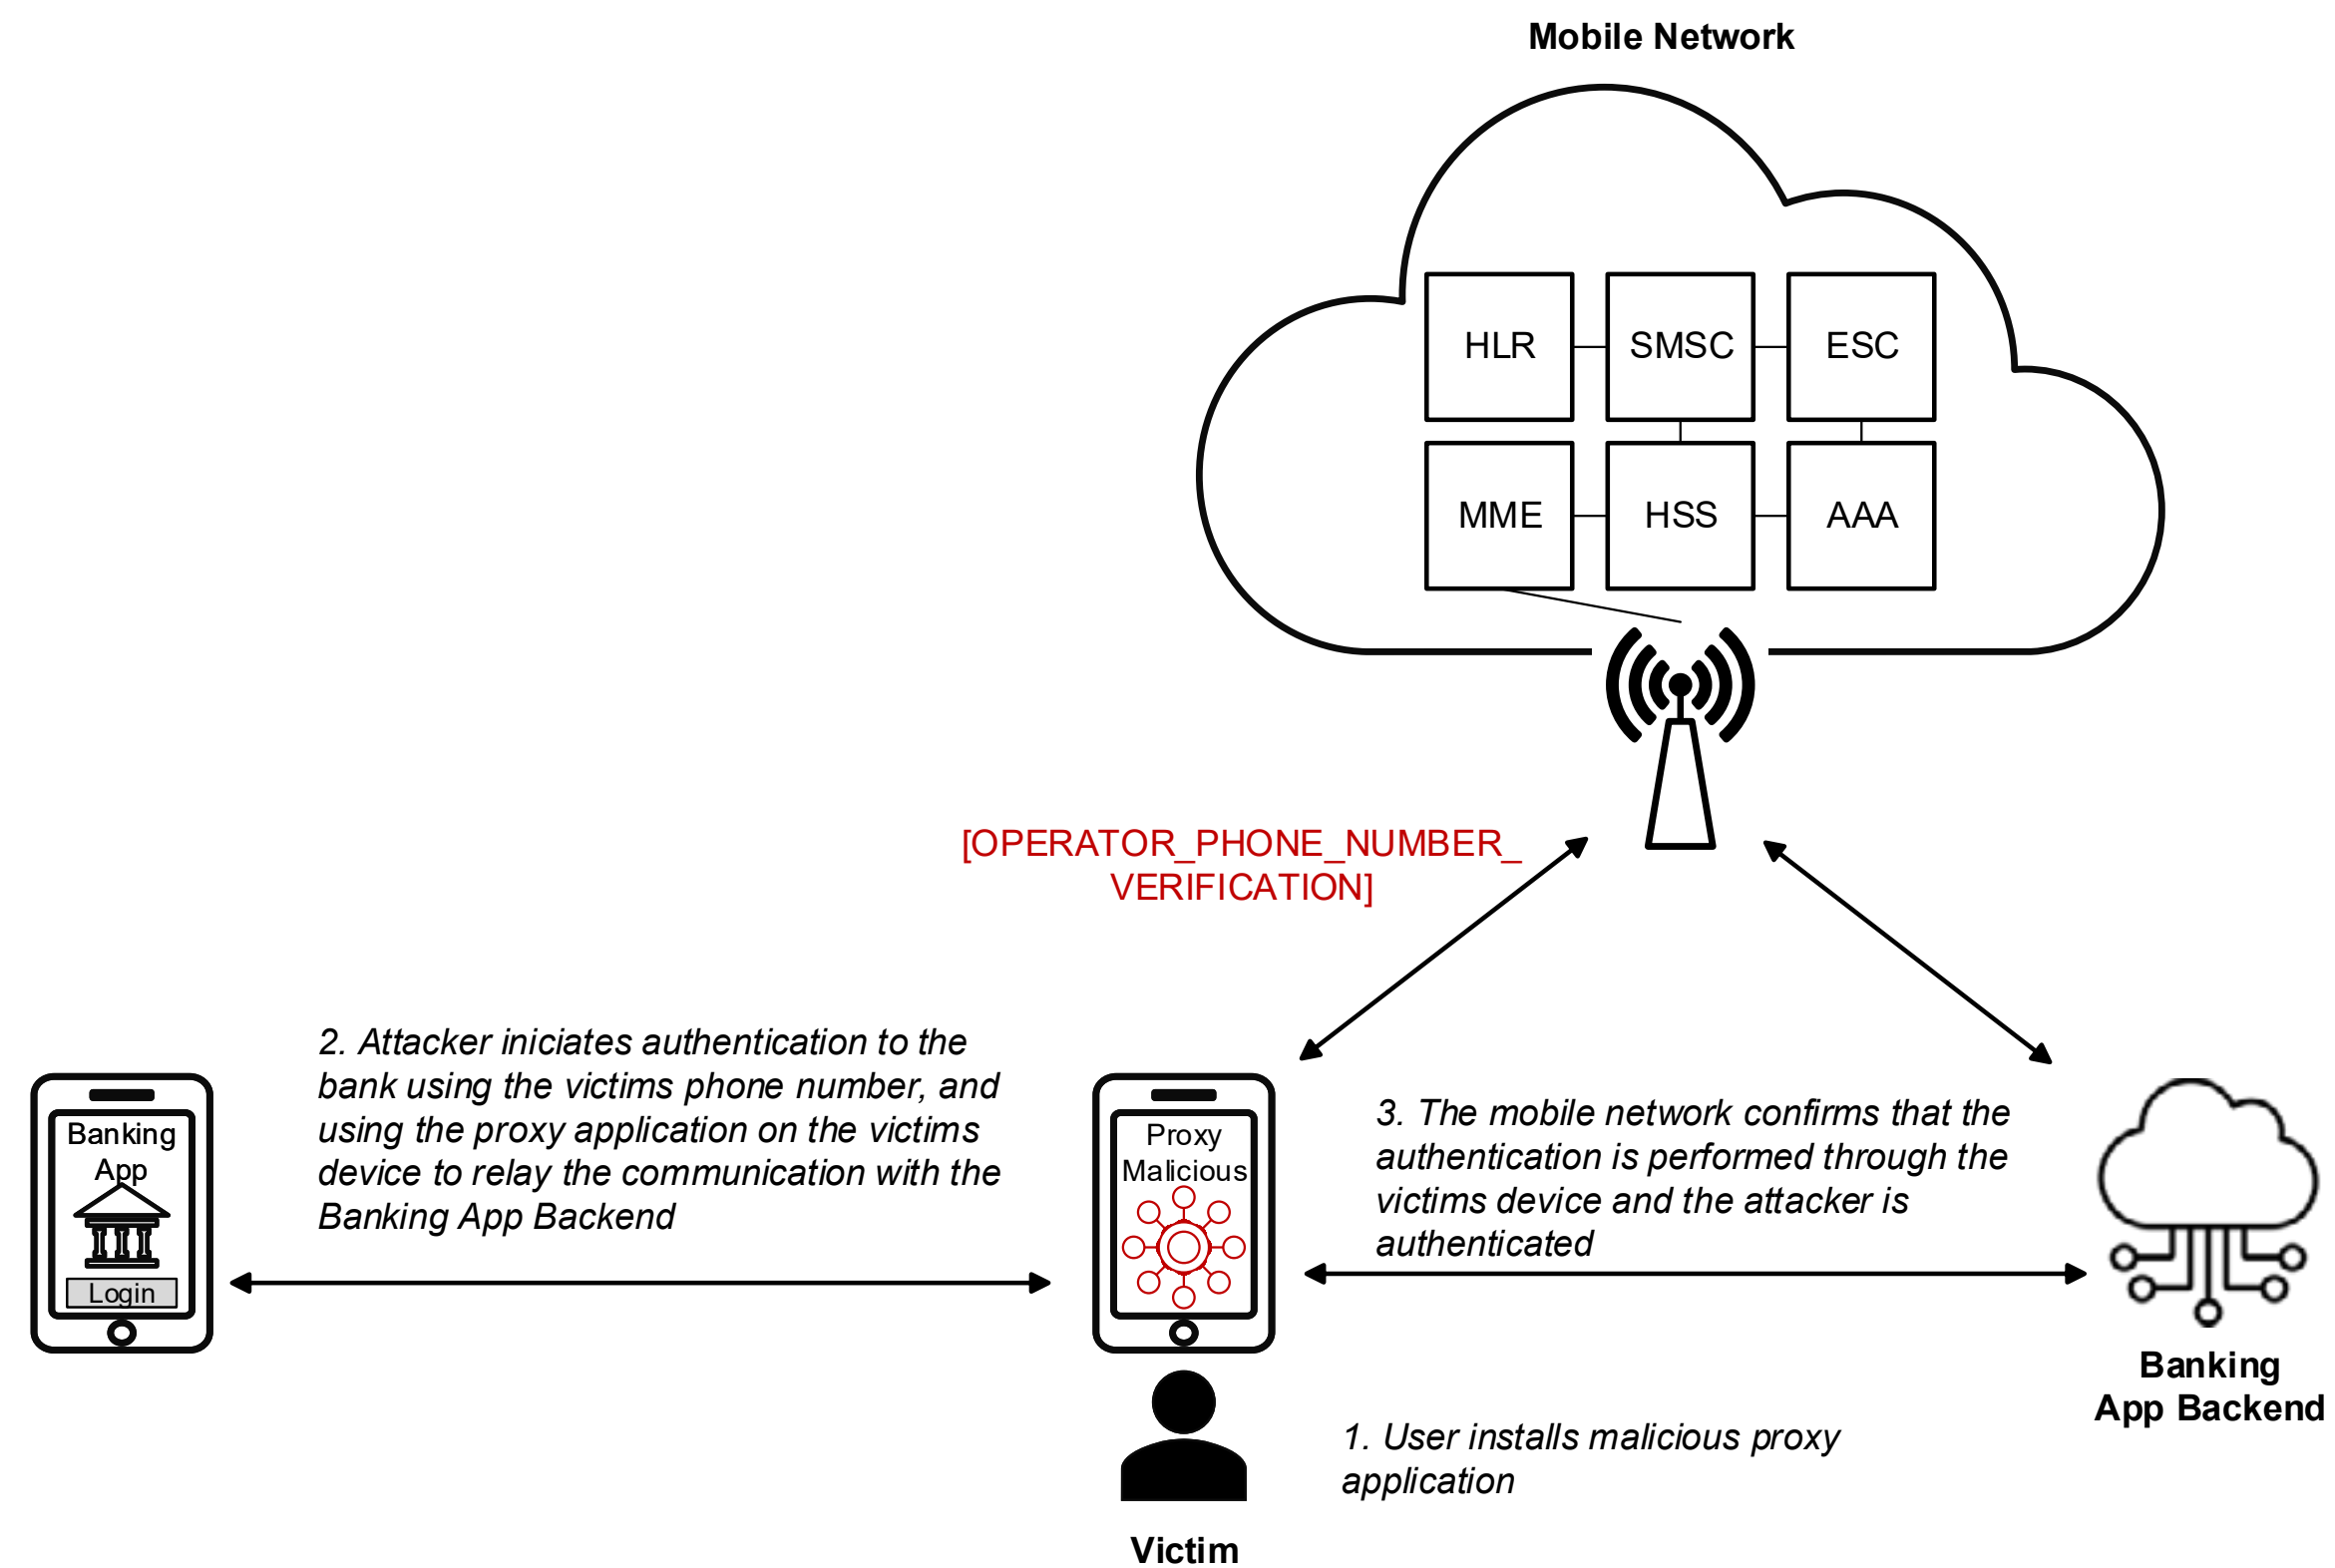 Mobile Network
HLR
SMSC
ESC
MME
HSS
AAA
[OPERATOR_PHONE_NUMBER_
VERIFICATION]
2. Attacker iniciates authentication to the
bank using the victims phone number, and
using the proxy application on the victims
device to relay the communication with the
Banking App Backend
Banking
App
Login
Proxy
Malicious
3. The mobile network confirms that the
authentication is performed through the
victims device and the attacker is
authenticated
Banking
App Backend
1. User installs malicious proxy
application
Victim